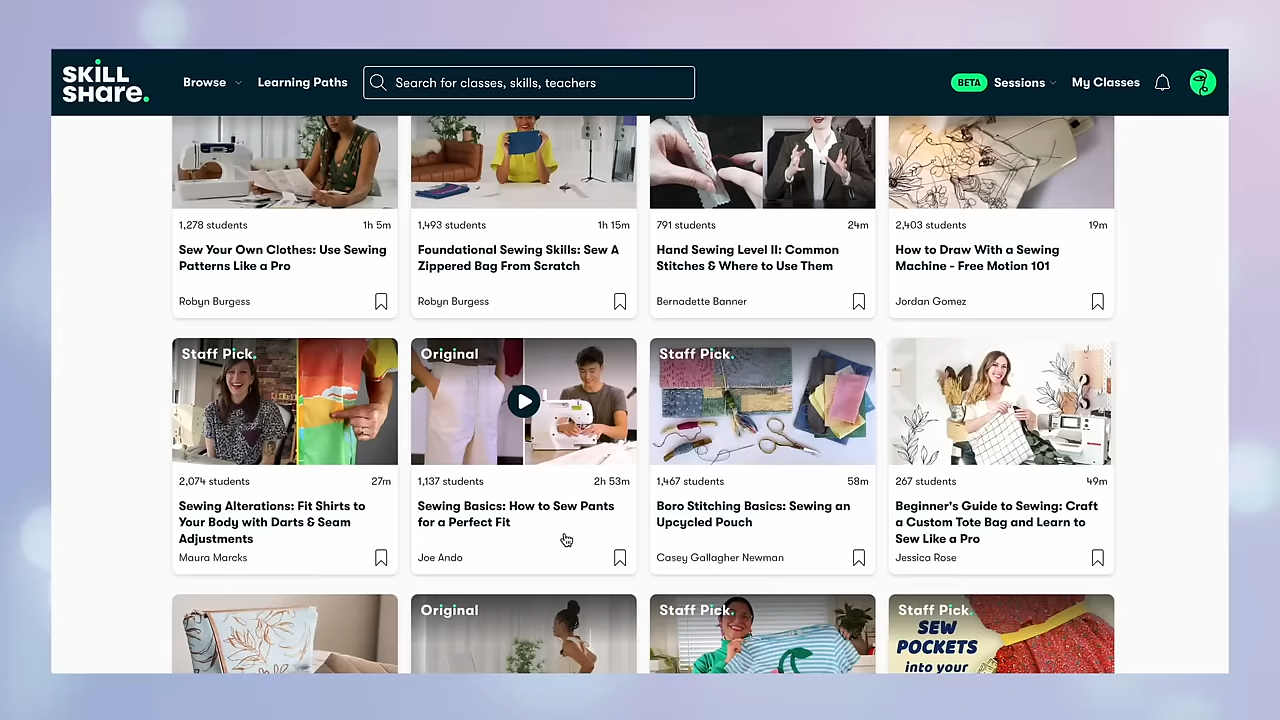 SKiLL
SHare.
Browse
Learning Paths
Search for classes, skills, teachers
BETA
Sessions
My Classes
1,278 students
1h 5m
Sew Your Own Clothes: Use Sewing
Patterns Like a Pro
Robyn Burgess
1,493 students
1h 15m
Foundational Sewing Skills: Sew A
Zippered Bag From Scratch
Robyn Burgess
791 students
24m
Hand Sewing Level II: Common
Stitches & Where to Use Them
Bernadette Banner
2,403 students
19m
How to Draw With a Sewing
Machine - Free Motion 101
Jordan Gomez
Staff Pick.
2,074 students
27m
Sewing Alterations: Fit Shirts to
Your Body with Darts & Seam
Adjustments
Maura Marcks
Original
1,137 students
2h 53m
Sewing Basics: How to Sew Pants
for a Perfect Fit
Joe Ando
Staff Pick.
1,467 students
58m
Boro Stitching Basics: Sewing an
Upcycled Pouch
Casey Gallagher Newman
267 students
49m
Beginner's Guide to Sewing: Craft
a Custom Tote Bag and Learn to
Sew Like a Pro
Jessica Rose
Original
Staff Pick.
Staff Pick.
SEW
POCKETS
into your